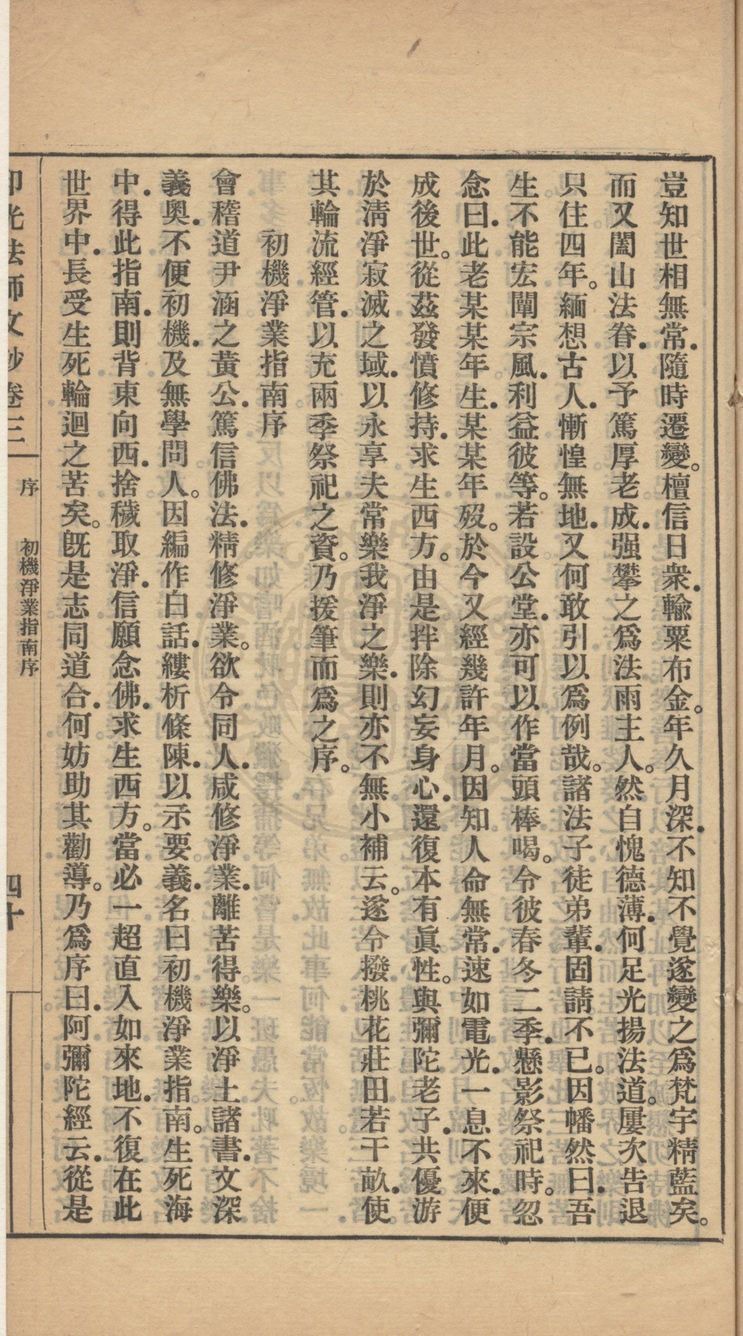 豈知世相無常.隨時遷變。檀信日衆.輸粟布金。年久月深.不知不覺遂變之爲梵宇精藍矣。
而又闔山法眷.以予篤厚老成.强攀之爲法雨主人。然自愧德薄.何足光揚法道。屢次告退
只住四年。緬想古人.慚惶無地.又何敢引以爲例哉。諸法子徒弟輩.固請不已。因幡然曰.吾
生不能宏闡宗風.利益彼等。若設公堂.亦可以作當頭棒喝。令彼春冬二季.懸影祭祀時。忽
念曰.此老某某年生.某某年歿。於今又經幾許年月。因知人命無常.速如電光.一息不來.便
成後世。從茲發憤修持.求生西方。由是拌除幻妄身心.還復本有眞性。與彌陀老子.共優游
於清淨寂滅之域.以永享夫常樂我淨之樂.則亦不無小補云。遂令撥桃花莊田若干畝.使
其輪流經管.以充兩季祭祀之資。乃援筆而爲之序。
初機淨業指南序
會稽道尹涵之黃公.篤信佛法.精修淨業。欲令同人.咸修淨業.離苦得樂。以淨土諸書.文深
義奧.不便初機.及無學問人。因編作白話.縷析條陳.以示要義.名曰初機淨業指南。生死海
中.得此指南.則背東向西.捨穢取淨.信願念佛.求生西方。當必一超直入如來地.不復在此
世界中.長受生死輪迴之苦矣。旣是志同道合.何妨助其勸導。乃爲序曰.阿彌陀經云.從是
印光法師文鈔卷三　序　初機淨業指南序　四十